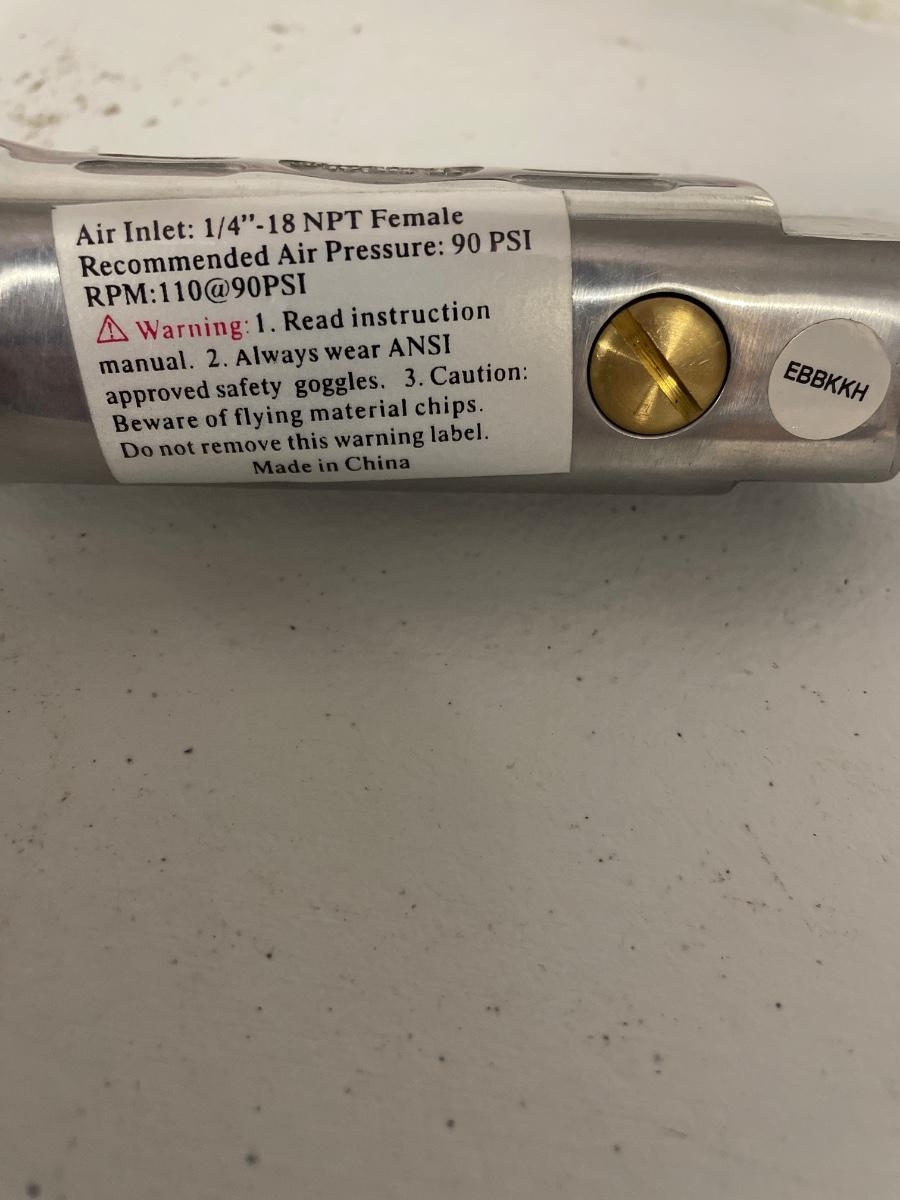 Air Inlet: 1/4"-18 NPT Female
Recommended Air Pressure: 90 PSI
RPM:110@90PSI
⚠ Warning: 1. Read instruction
manual. 2. Always wear ANSI
approved safety goggles. 3. Caution:
Beware of flying material chips.
Do not remove this warning label.
Made in China
EBBKKH